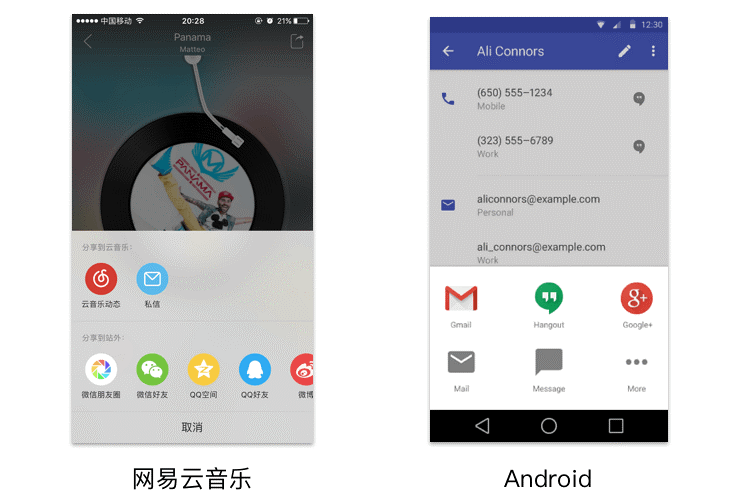 中国移动 20:28 21%
Panama
Matteo
PANAMA
分享到云音乐:
云音乐动态 私信
分享到站外:
微信朋友圈 微信好友 QQ空间 QQ好友 微博
取消
网易云音乐
12:30
Ali Connors
(650) 555–1234
Mobile
(323) 555–6789
Work
aliconnors@example.com
Personal
ali_connors@example.com
Work
Gmail Hangout Google+
Mail Message More
Android